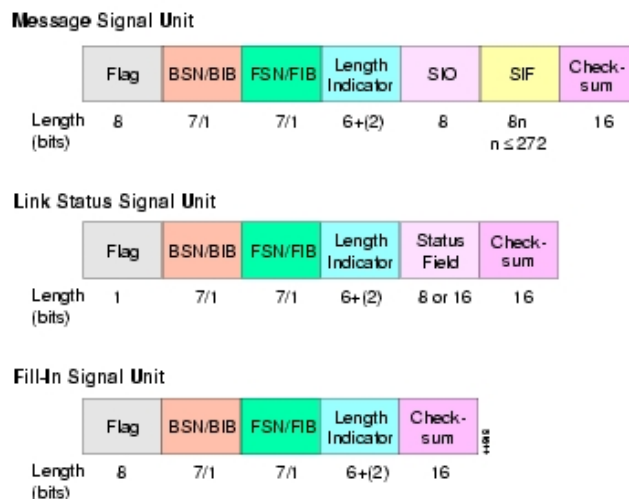 Message Signal Unit
Flag BSN/BIB FSN/FIB Length Indicator SIO SIF Check-sum
Length (bits) 8 7/1 7/1 6+(2) 8 8n n ≤ 272 16
Link Status Signal Unit
Flag BSN/BIB FSN/FIB Length Indicator Status Field Check-sum
Length (bits) 1 7/1 7/1 6+(2) 8 or 16 16
Fill-In Signal Unit
Flag BSN/BIB FSN/FIB Length Indicator Check-sum
Length (bits) 8 7/1 7/1 6+(2) 16